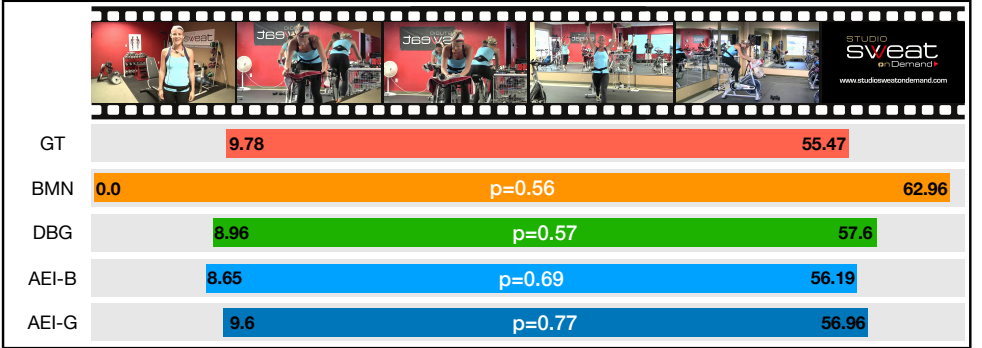 sweat
STUDIO
sweat
on Demand
www.studiosweatondemand.com
GT 9.78 55.47
BMN 0.0 p=0.56 62.96
DBG 8.96 p=0.57 57.6
AEI-B 8.65 p=0.69 56.19
AEI-G 9.6 p=0.77 56.96